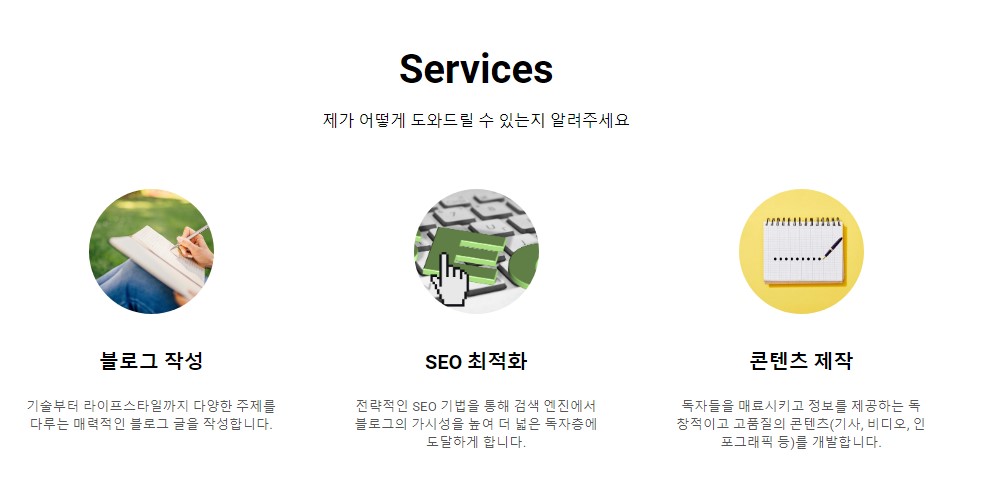 Services
제가 어떻게 도와드릴 수 있는지 알려주세요
블로그 작성
기술부터 라이프스타일까지 다양한 주제를
다루는 매력적인 블로그 글을 작성합니다.
SEO 최적화
전략적인 SEO 기법을 통해 검색 엔진에서
블로그의 가시성을 높여 더 넓은 독자층에
도달하게 합니다.
콘텐츠 제작
독자들을 매료시키고 정보를 제공하는 독
창적이고 고품질의 콘텐츠(기사, 비디오, 인
포그래픽 등)를 개발합니다.